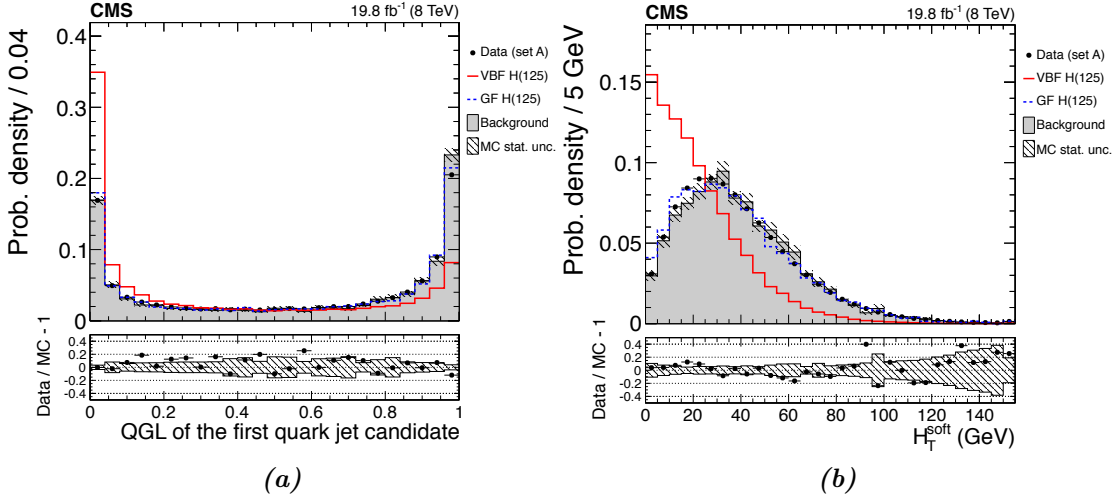 CMS
19.8 fb⁻¹ (8 TeV)
Prob. density / 0.04
0.4
0.3
0.2
0.1
0
Data (set A)
VBF H(125)
GF H(125)
Background
MC stat. unc.
Data / MC - 1
0.4
0.2
0
-0.2
-0.4
0 0.2 0.4 0.6 0.8 1
QGL of the first quark jet candidate
(a)
CMS
19.8 fb⁻¹ (8 TeV)
Prob. density / 5 GeV
0.15
0.1
0.05
0
Data (set A)
VBF H(125)
GF H(125)
Background
MC stat. unc.
Data / MC - 1
0.4
0.2
0
-0.2
-0.4
0 20 40 60 80 100 120 140
H_T^soft (GeV)
(b)